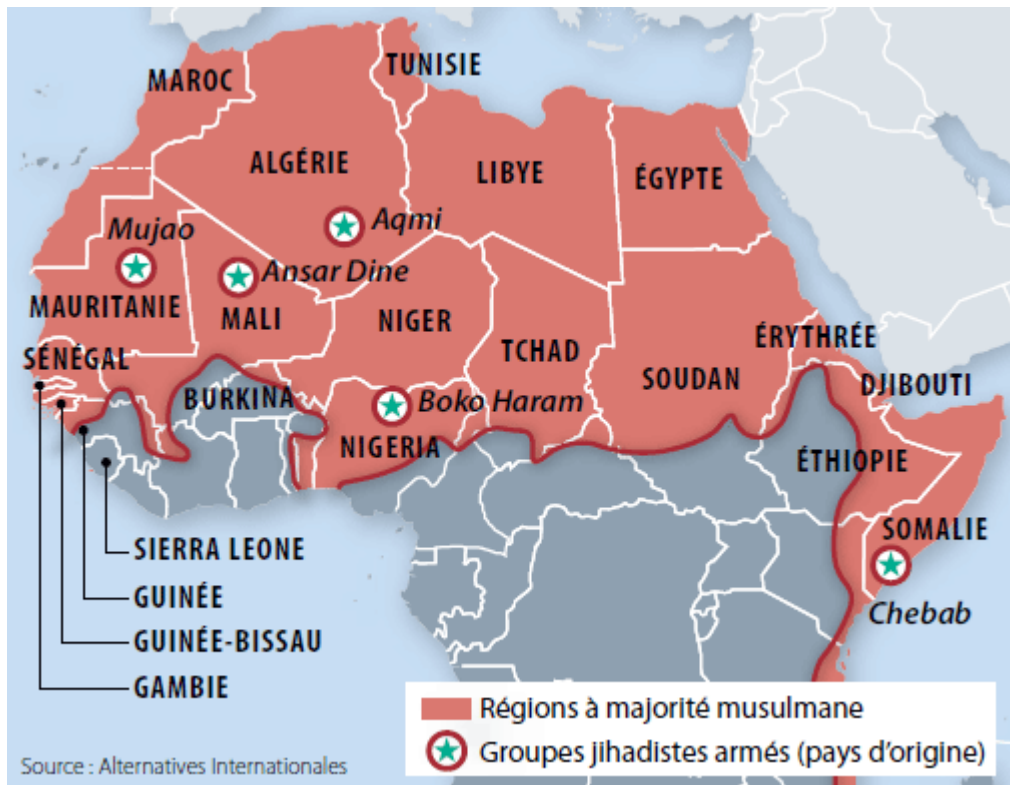 TUNISIE
MAROC
ALGÉRIE
LIBYE
ÉGYPTE
Mujao
Aqmi
Ansar Dine
MAURITANIE
MALI
NIGER
TCHAD
SOUDAN
ÉRYTHRÉE
SÉNÉGAL
DJIBOUTI
BURKINA
Boko Haram
NIGERIA
ÉTHIOPIE
SOMALIE
Chebab
SIERRA LEONE
GUINÉE
GUINÉE-BISSAU
GAMBIE
Régions à majorité musulmane
Groupes jihadistes armés (pays d'origine)
Source : Alternatives Internationales